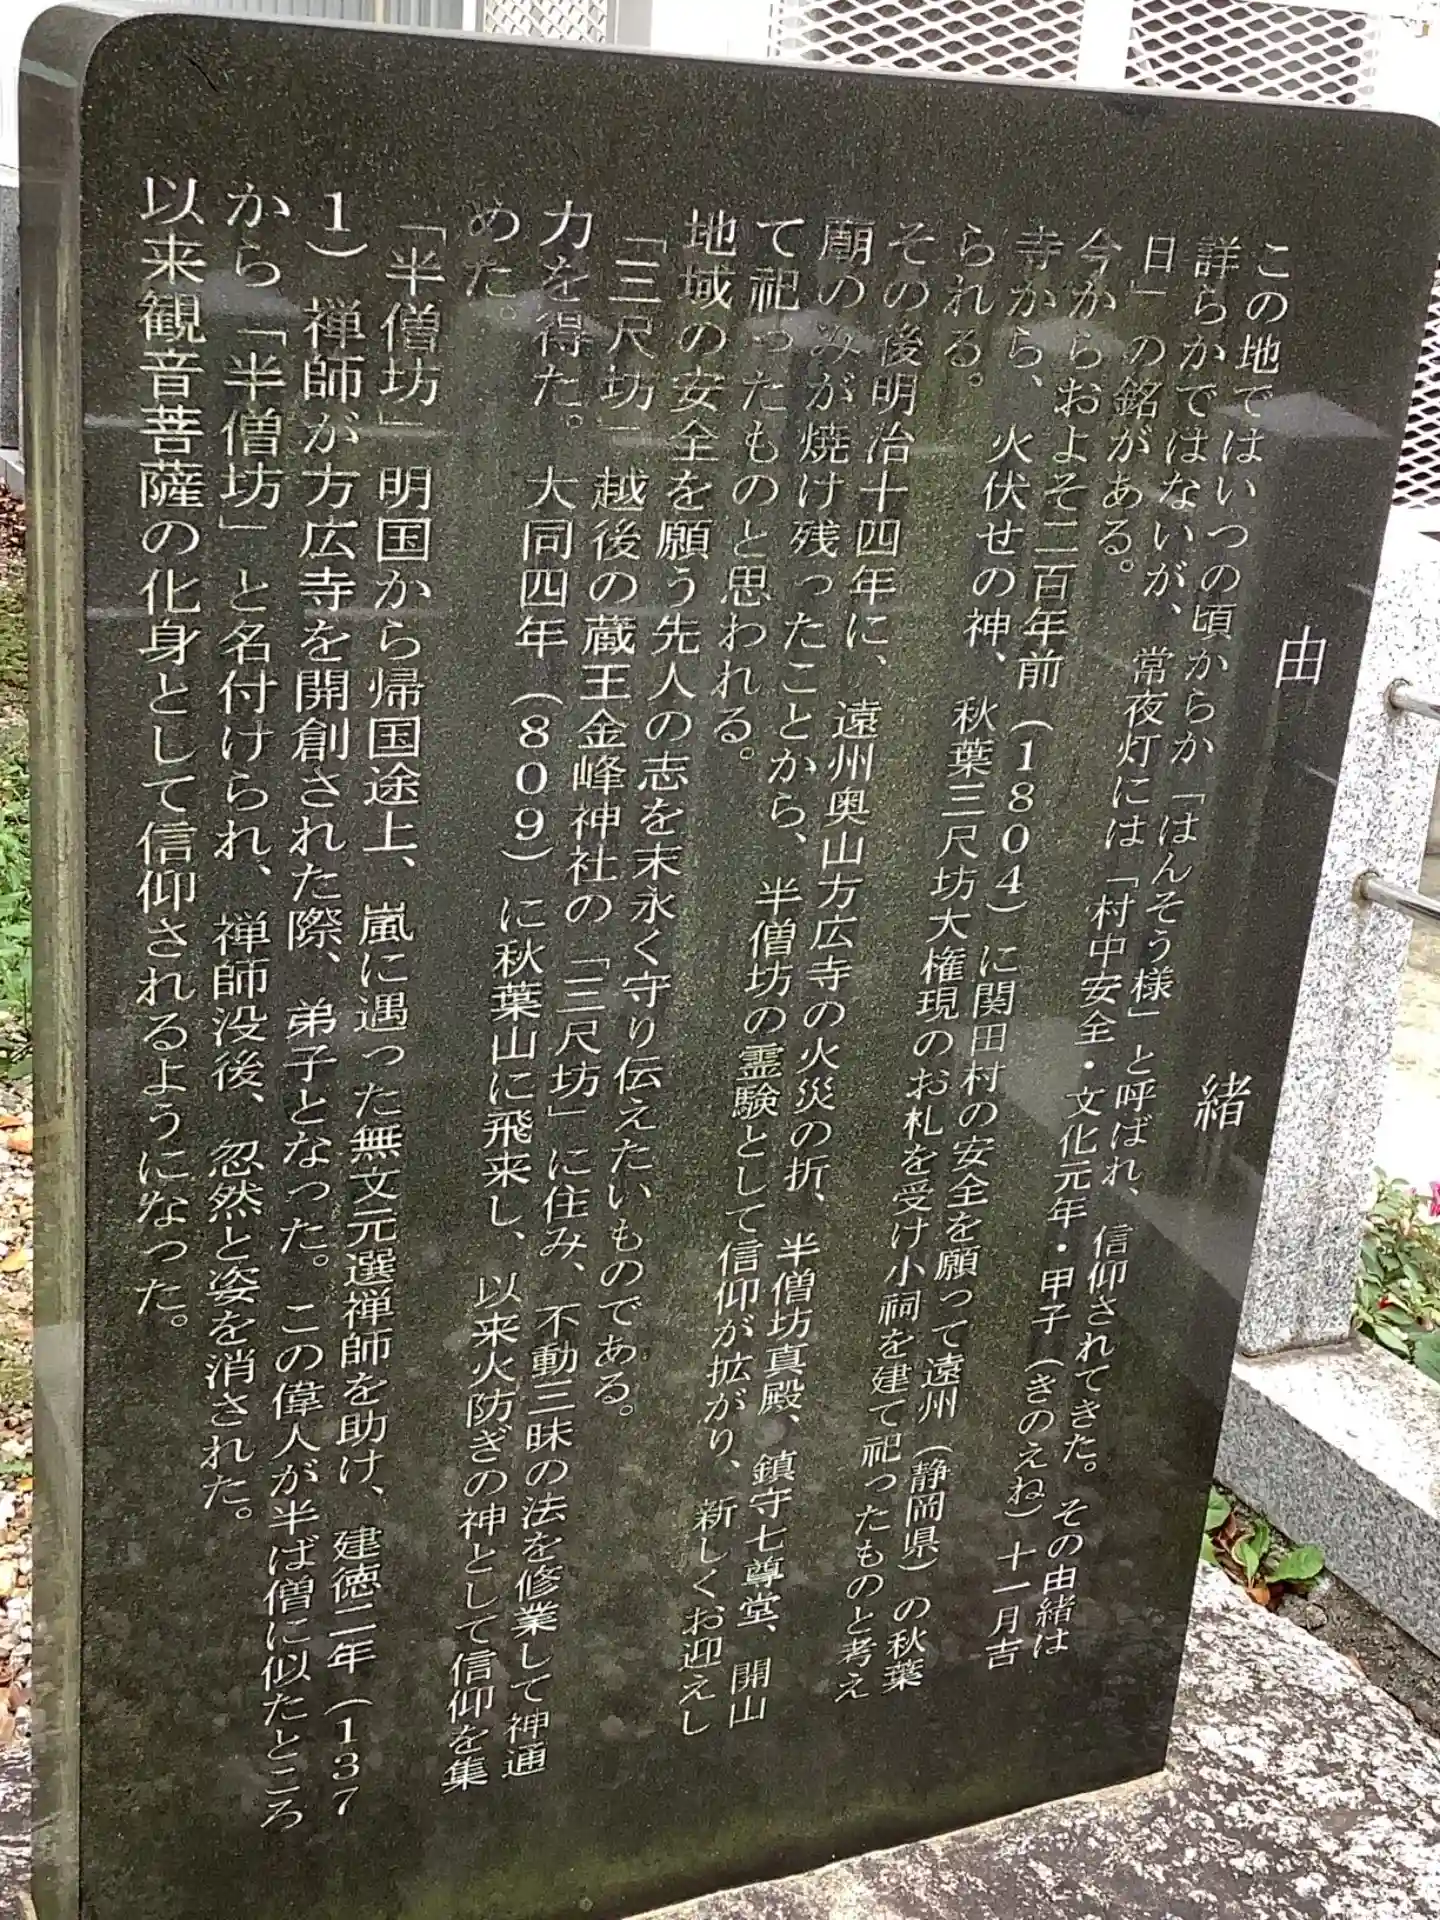 由緒
この地ではいつの頃からか「はんそう様」と呼ばれ、信仰されてきた。その由緒は
詳らかではないが、常夜灯には「村中安全・文化元年・甲子(きのえね)十一月吉
日」の銘がある。
今からおよそ二百年前(1804)に関田村の安全を願って遠州(静岡県)の秋葉
寺から、火伏せの神、秋葉三尺坊大権現のお札を受け小祠を建て祀ったものと考え
られる。
その後明治十四年に、遠州奥山方広寺の火災の折、半僧坊真殿、鎮守七尊堂、開山
廟のみが焼け残ったことから、半僧坊の霊験として信仰が拡がり、新しくお迎えし
て祀ったものと思われる。
地域の安全を願う先人の志を末永く守り伝えたいものである。
「三尺坊」越後の蔵王金峰神社の「三尺坊」に住み、不動三昧の法を修業して神通
力を得た。大同四年(809)に秋葉山に飛来し、以来火防ぎの神として信仰を集
めた。
「半僧坊」明国から帰国途上、嵐に遇った無文元選禅師を助け、建徳二年(137
1)禅師が方広寺を開創された際、弟子となった。この偉人が半ば僧に似たところ
から「半僧坊」と名付けられ、禅師没後、忽然と姿を消された。
以来観音菩薩の化身として信仰されるようになった。